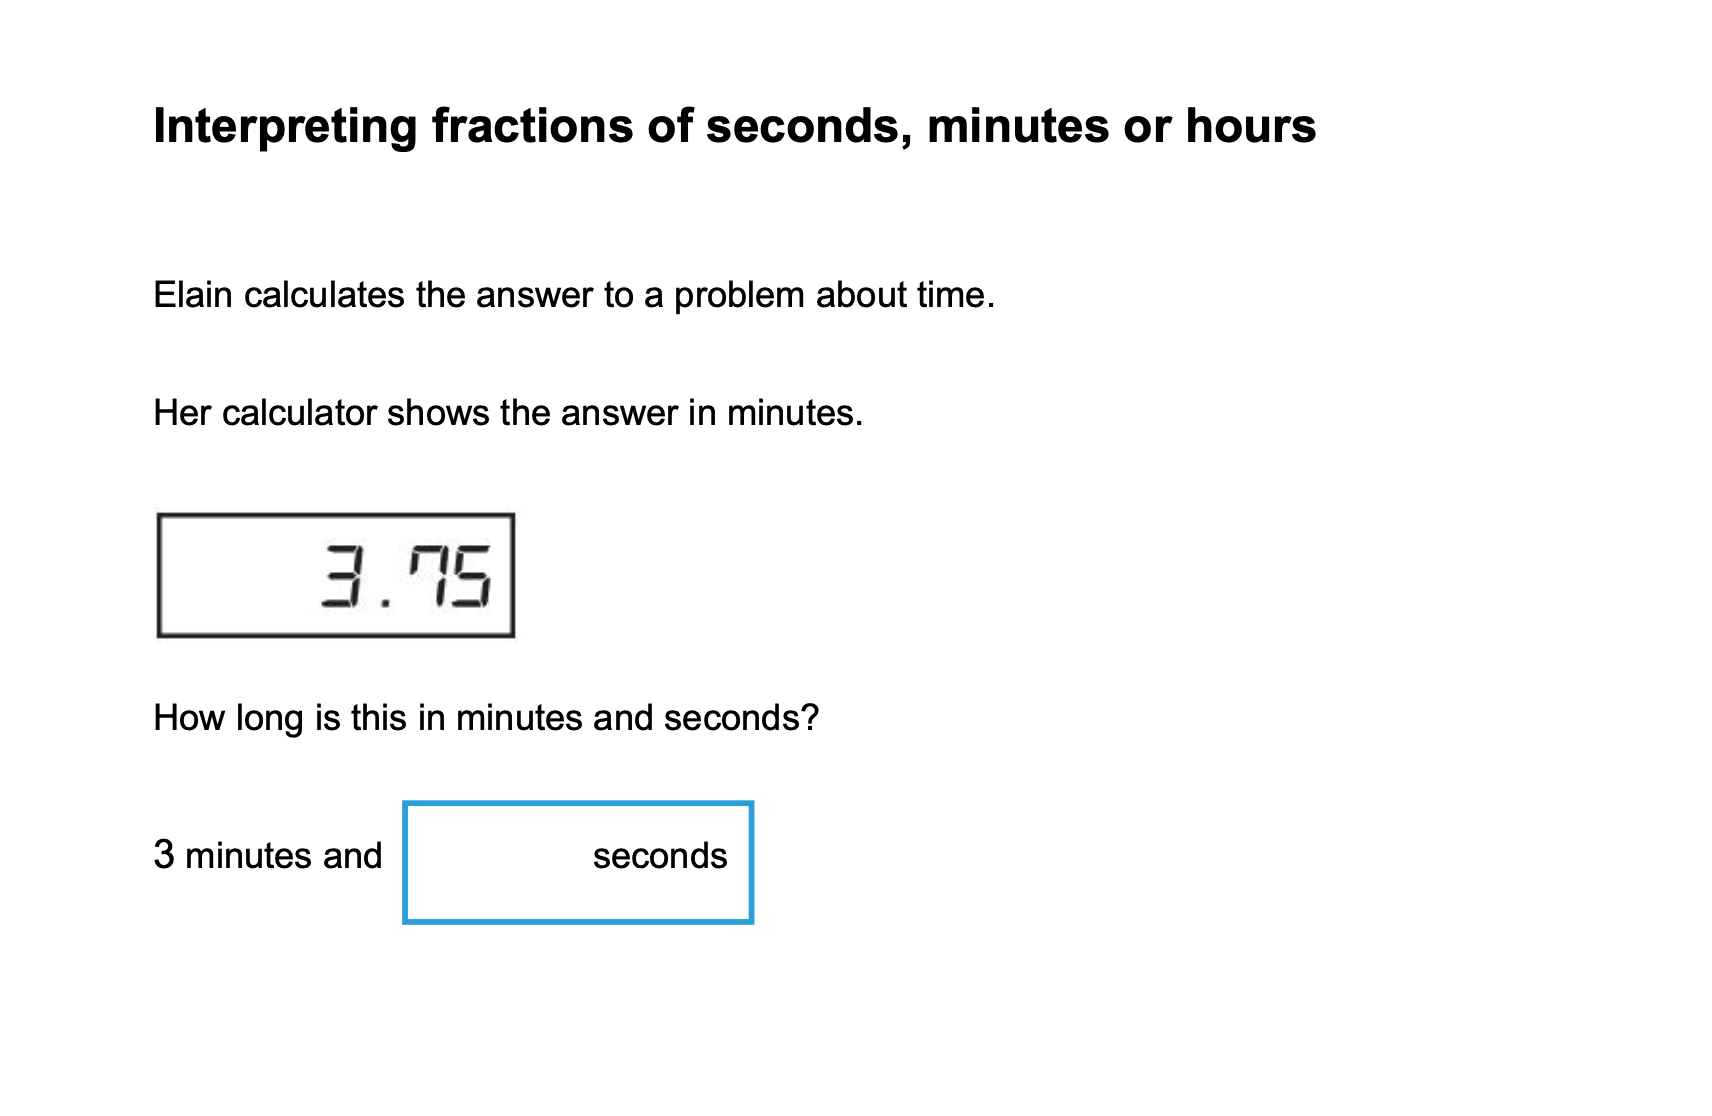 Interpreting fractions of seconds, minutes or hours
Elain calculates the answer to a problem about time.
Her calculator shows the answer in minutes.
3.75
How long is this in minutes and seconds?
3 minutes and seconds